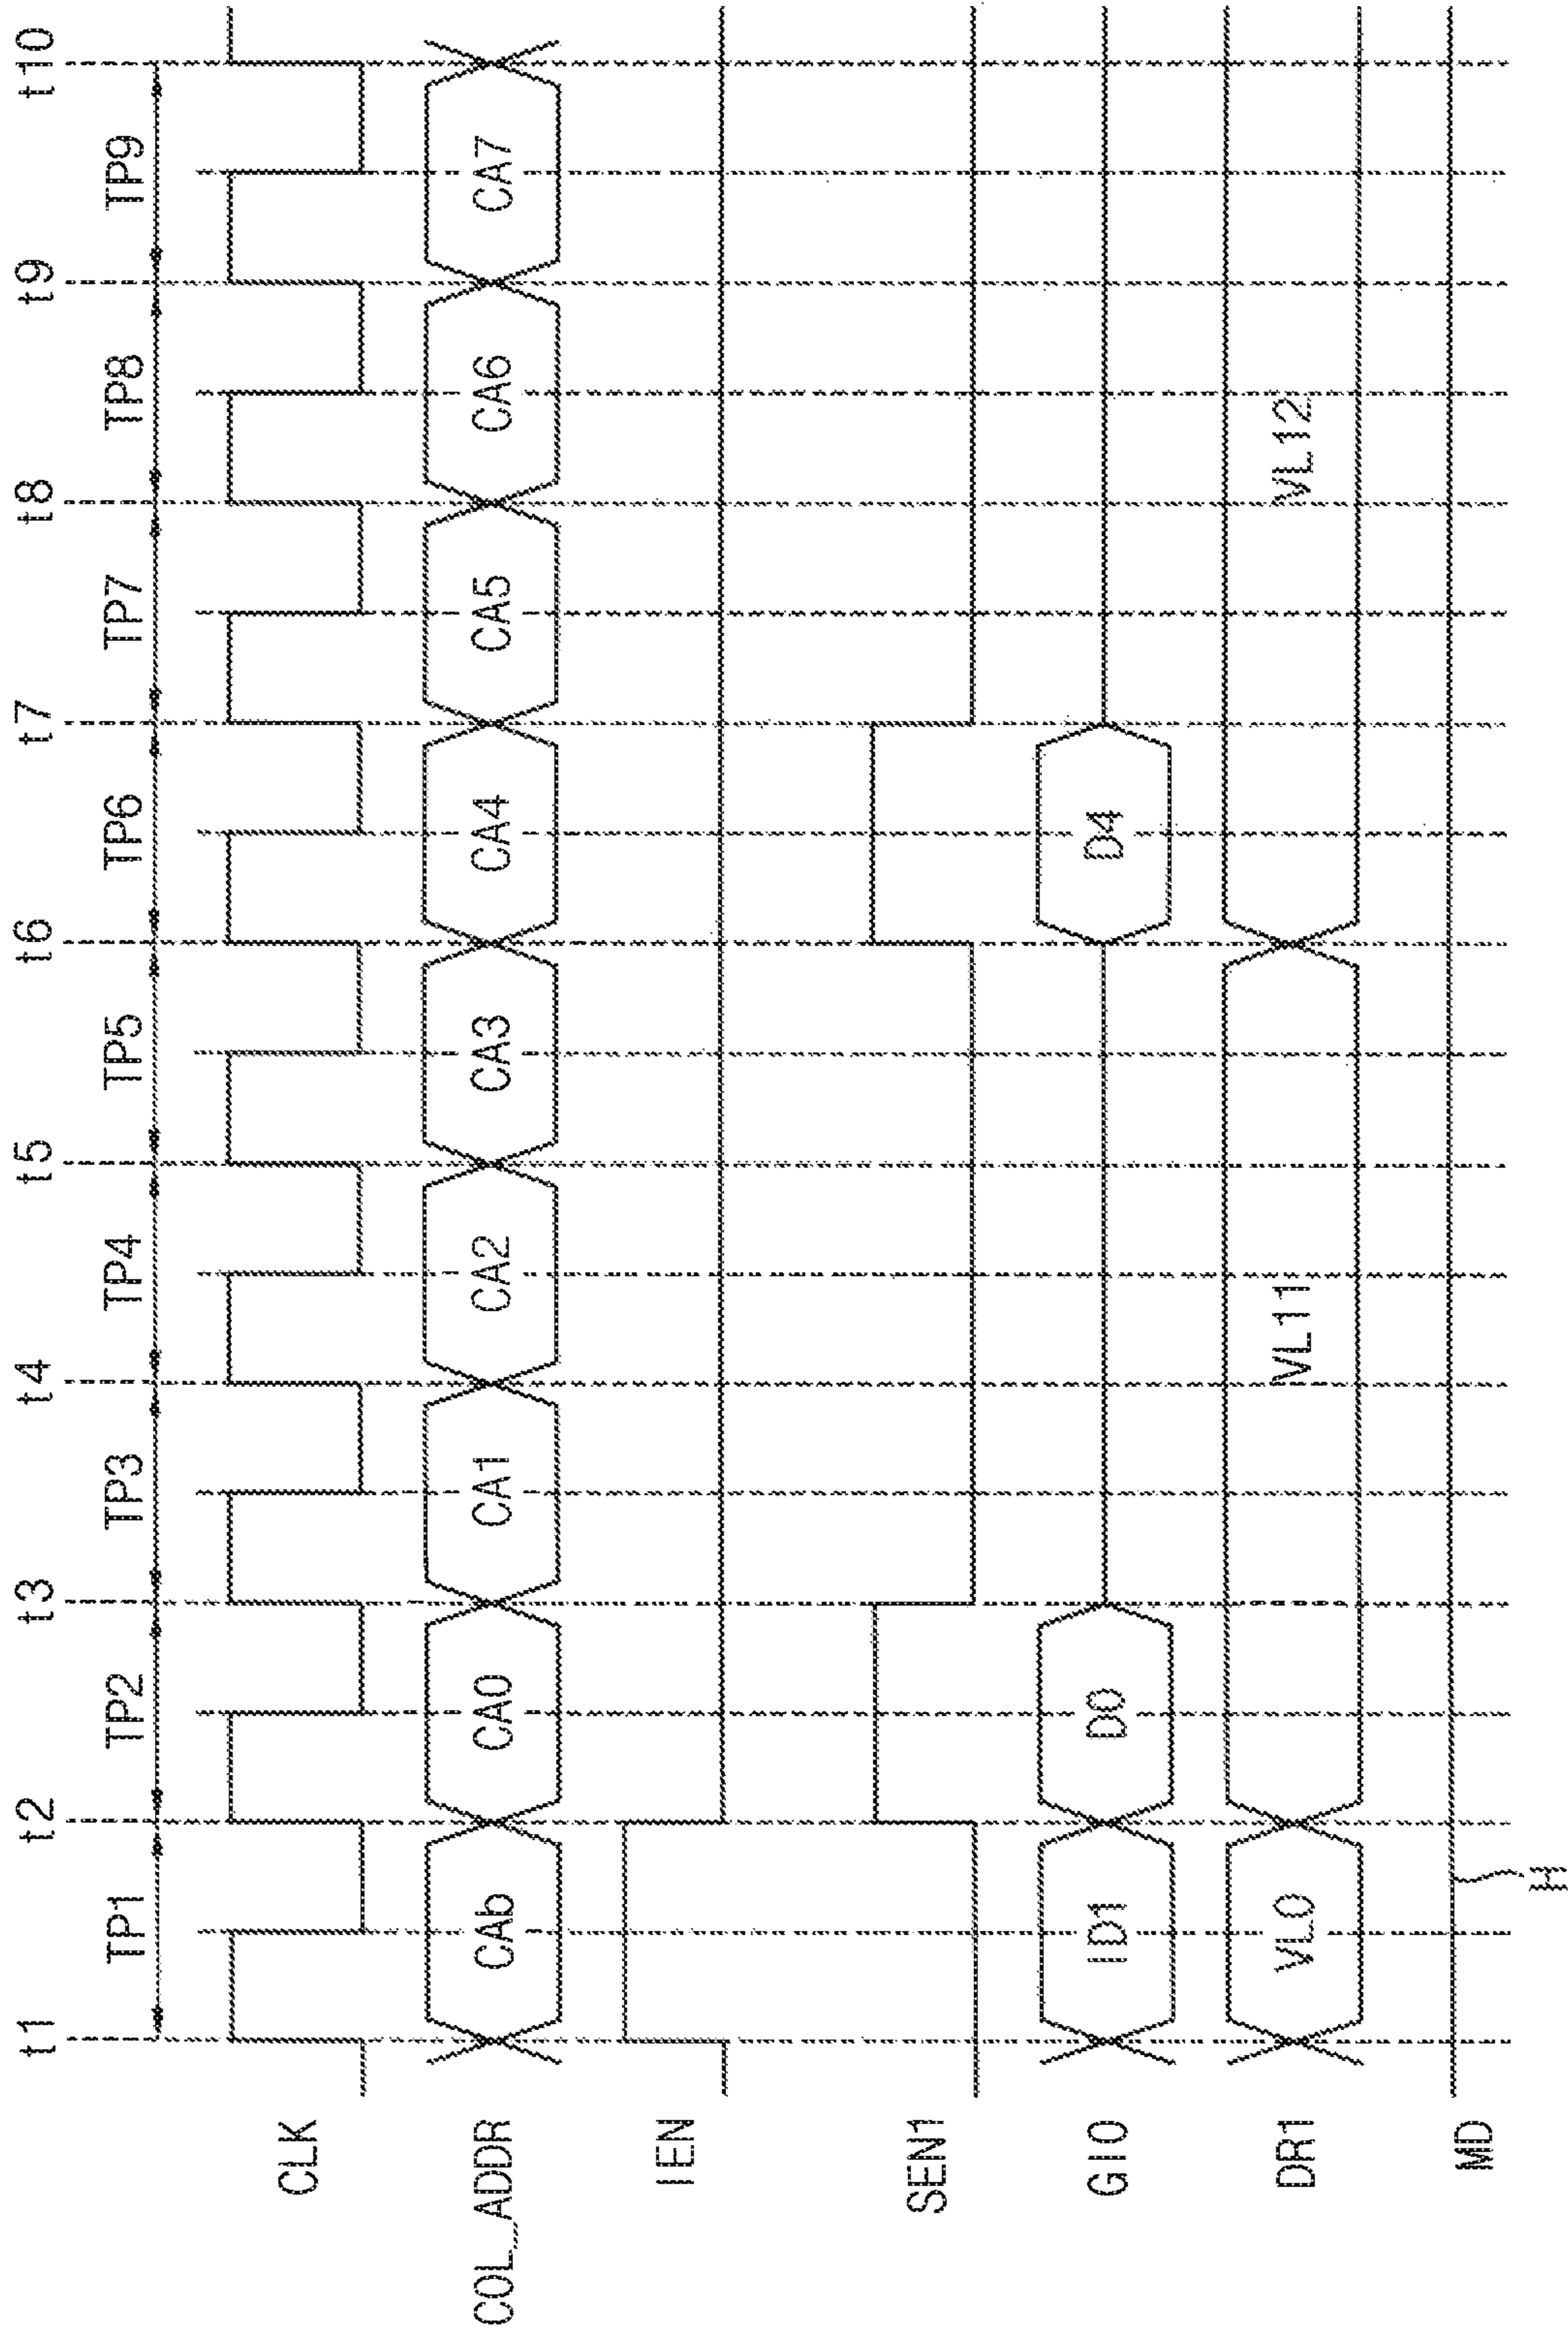 t1 t2 t3 t4 t5 t6 t7 t8 t9 t10
TP1 TP2 TP3 TP4 TP5 TP6 TP7 TP8 TP9
CLK
COL_ADDR CAb CA0 CA1 CA2 CA3 CA4 CA5 CA6 CA7
IEN
SEN1
GIO ID1 D0 D4
DR1 VL0 VL11 VL12
MD
H